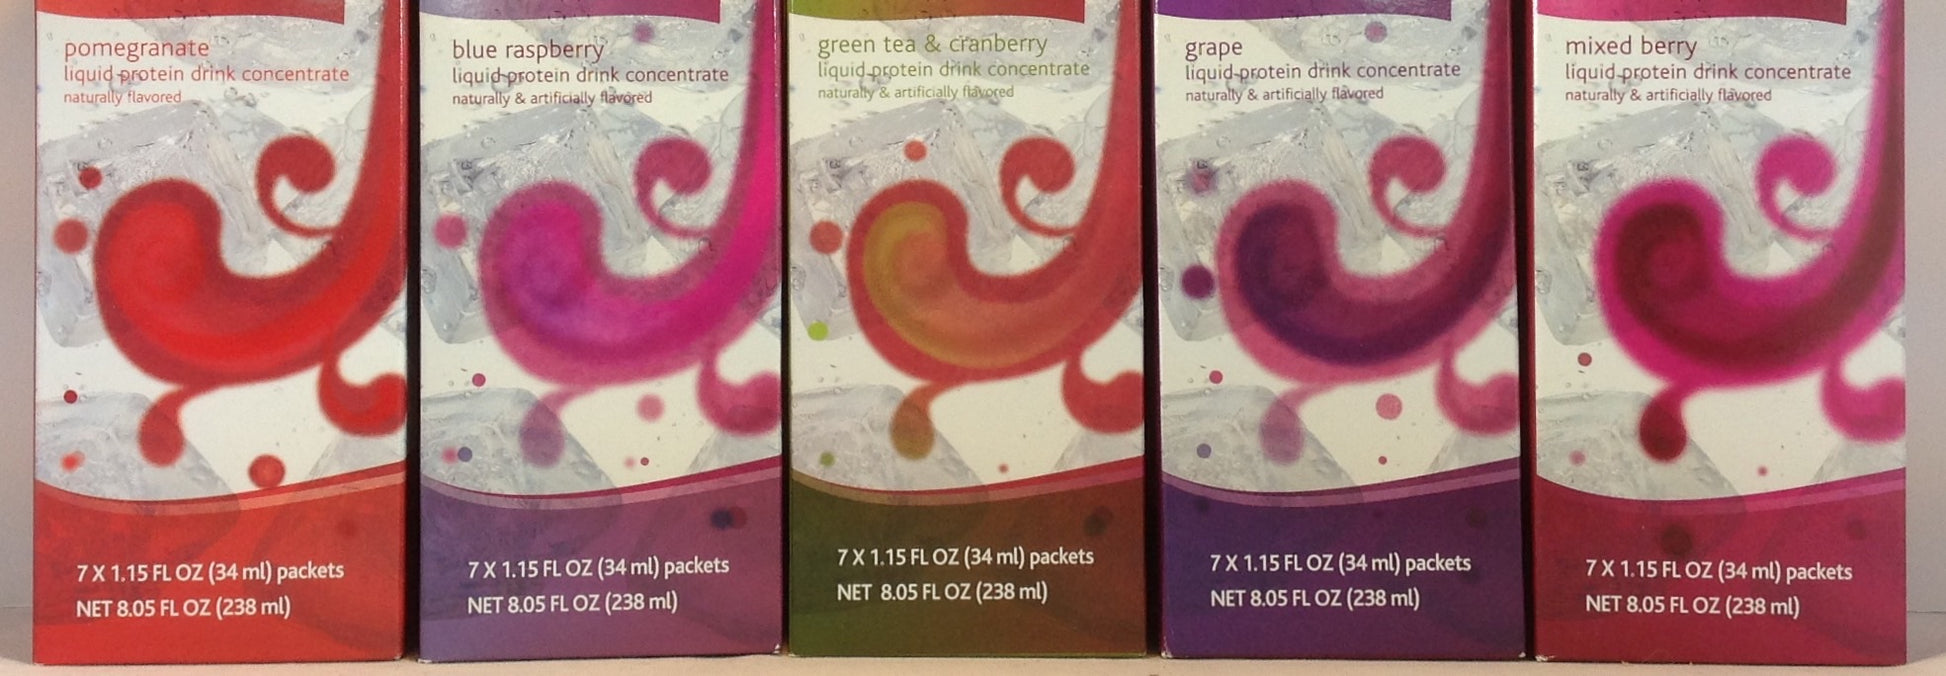 pomegranate
liquid protein drink concentrate
naturally flavored
7 X 1.15 FL OZ (34 ml) packets
NET 8.05 FL OZ (238 ml)
blue raspberry
liquid protein drink concentrate
naturally & artificially flavored
7 X 1.15 FL OZ (34 ml) packets
NET 8.05 FL OZ (238 ml)
green tea & cranberry
liquid protein drink concentrate
naturally & artificially flavored
7 X 1.15 FL OZ (34 ml) packets
NET 8.05 FL OZ (238 ml)
grape
liquid protein drink concentrate
naturally & artificially flavored
7 X 1.15 FL OZ (34 ml) packets
NET 8.05 FL OZ (238 ml)
mixed berry
liquid protein drink concentrate
naturally & artificially flavored
7 X 1.15 FL OZ (34 ml) packets
NET 8.05 FL OZ (238 ml)